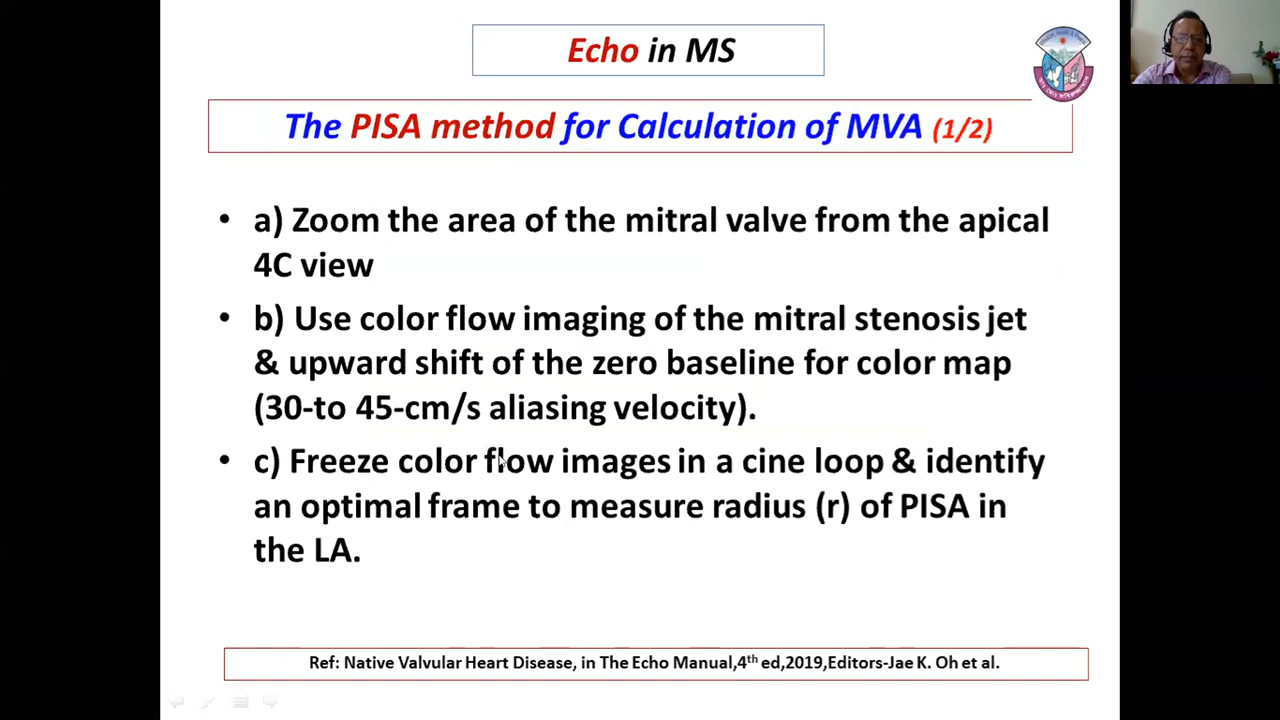 Echo in MS
The PISA method for Calculation of MVA (1/2)
• a) Zoom the area of the mitral valve from the apical
4C view
• b) Use color flow imaging of the mitral stenosis jet
& upward shift of the zero baseline for color map
(30-to 45-cm/s aliasing velocity).
• c) Freeze color flow images in a cine loop & identify
an optimal frame to measure radius (r) of PISA in
the LA.
Ref: Native Valvular Heart Disease, in The Echo Manual,4th ed,2019,Editors-Jae K. Oh et al.